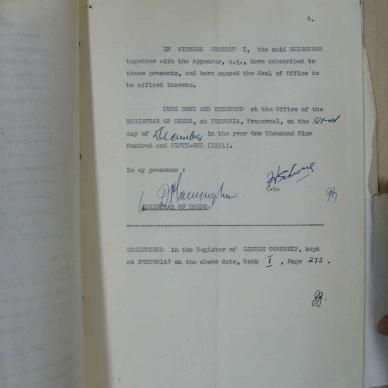 4.
IN WITNESS WHEREOF I, the said REGISTRAR
together with the Appearer, q.q., have subscribed to
these presents, and have caused the Seal of Office to
be affixed thereto.
THUS DONE AND EXECUTED at the Office of the
REGISTRAR OF DEEDS, at PRETORIA, Transvaal, on the
day of December in the year One Thousand Nine
Hundred and FIFTY-ONE (1951).
In my presence :
q.q.
REGISTRAR OF DEEDS.
REGISTERED in the Register of LINDEN TOWNSHIP, kept
at PRETORIA? on the above date, Book I , Page 273.